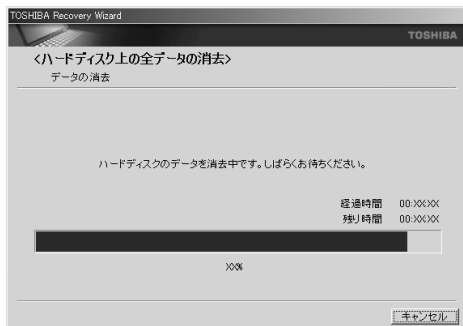 TOSHIBA Recovery Wizard
TOSHIBA
<ハードディスク上の全データの消去>
データの消去
ハードディスクのデータを消去中です。しばらくお待ちください。
経過時間 00:XX:XX
残り時間 00:XX:XX
XX%
キャンセル